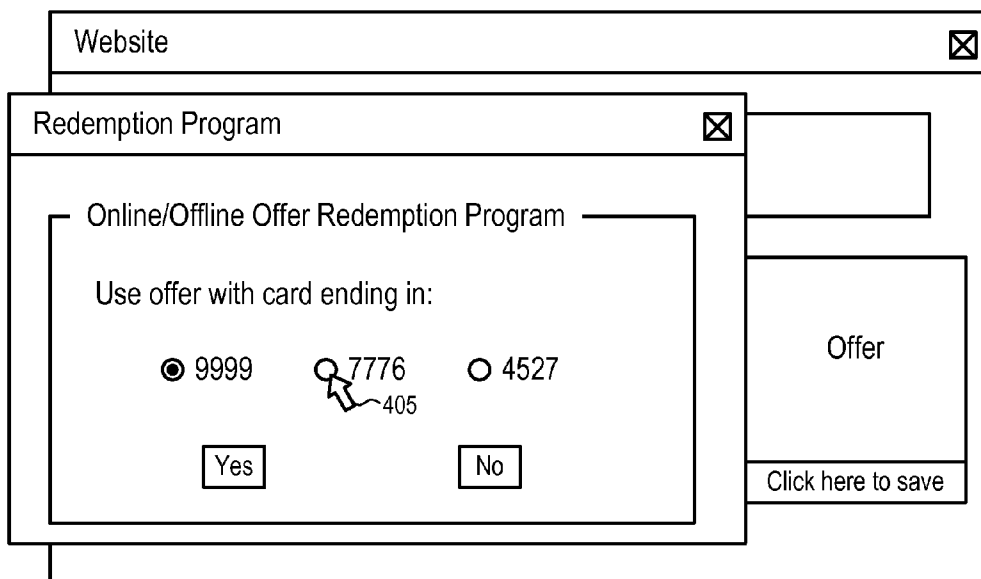 Website
Redemption Program
Online/Offline Offer Redemption Program
Use offer with card ending in:
9999 7776 4527
405
Yes No
Offer
Click here to save